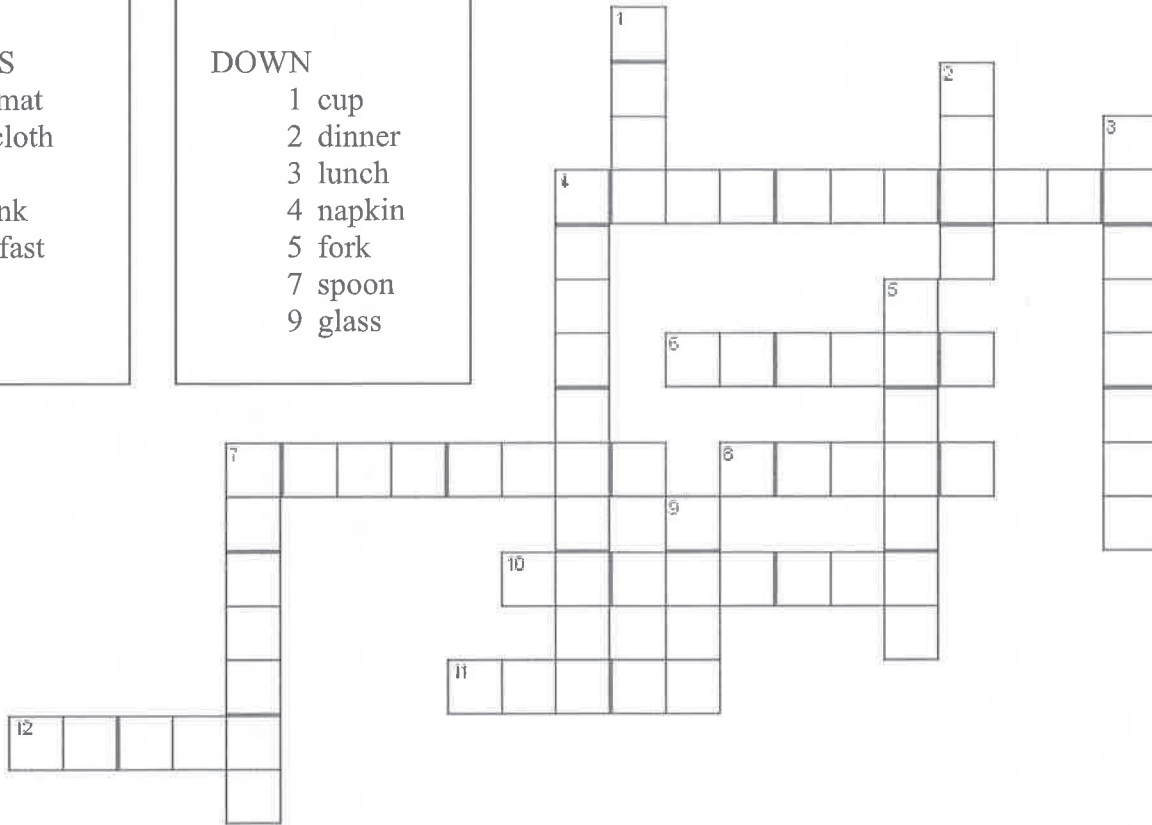 S
mat
cloth
nk
fast
DOWN
1 cup
2 dinner
3 lunch
4 napkin
5 fork
7 spoon
9 glass
1
2
3
4
5
6
7
8
9
10
11
12